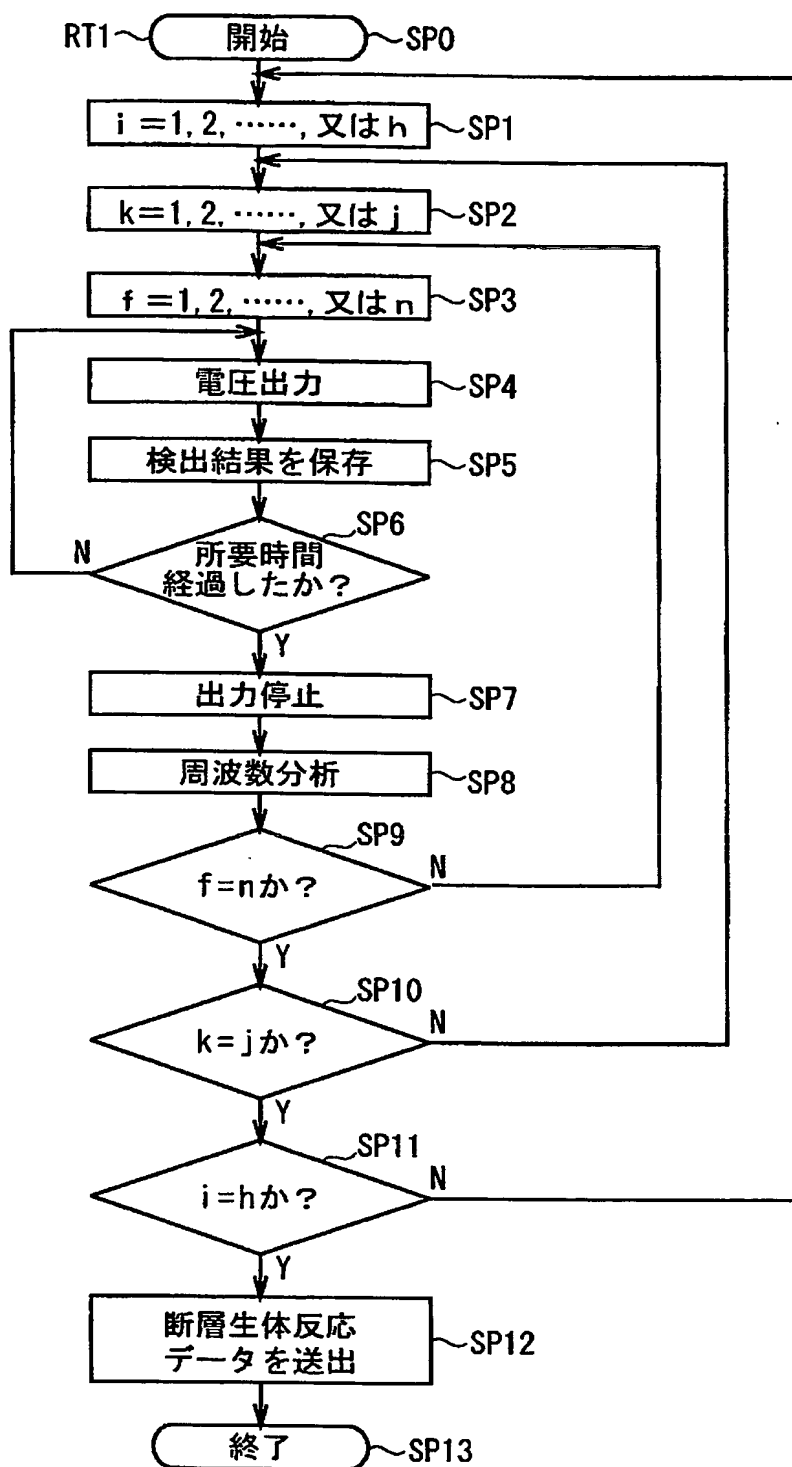 RT1 開始 SP0
i=1, 2, ……, 又は h SP1
k=1, 2, ……, 又は j SP2
f=1, 2, ……, 又は n SP3
電圧出力 SP4
検出結果を保存 SP5
SP6
N 所要時間
経過したか？
Y
出力停止 SP7
周波数分析 SP8
SP9
f=nか？ N
Y
SP10
k=jか？ N
Y
SP11
i=hか？ N
Y
断層生体反応
データを送出 SP12
終了 SP13